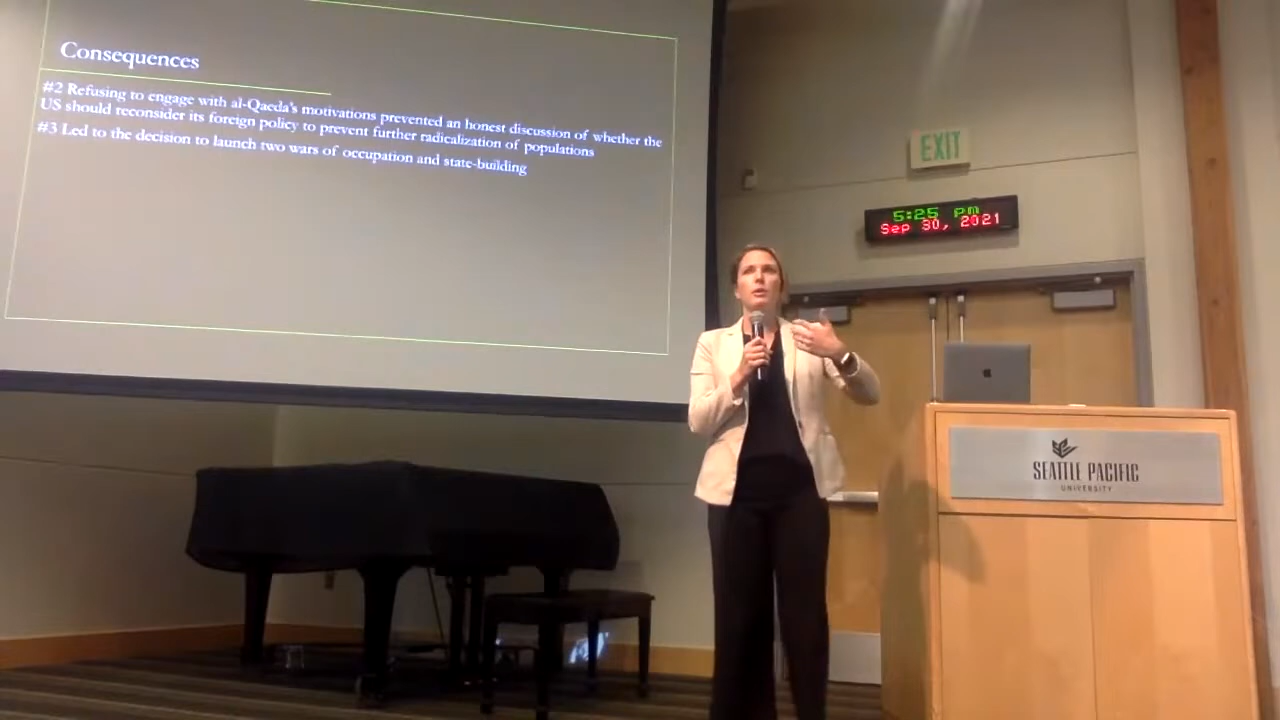 Consequences
#2 Refusing to engage with al-Qaeda's motivations prevented an honest discussion of whether the
US should reconsider its foreign policy to prevent further radicalization of populations
#3 Led to the decision to launch two wars of occupation and state-building
EXIT
5:25 pm
Sep 30, 2021
SEATTLE PACIFIC
UNIVERSITY